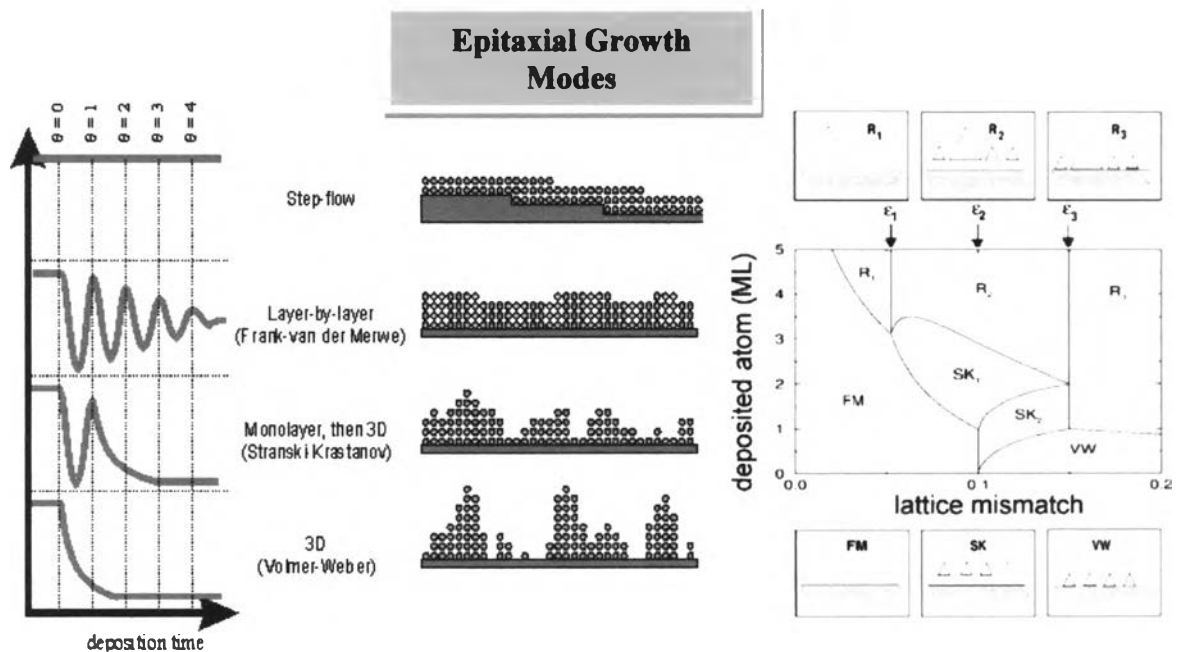 Epitaxial Growth
Modes
θ = 0
θ = 1
θ = 2
θ = 3
θ = 4
Step-flow
Layer-by-layer
(Frank-van der Merwe)
Monolayer, then 3D
(Stranski Krastanov)
3D
(Volmer-Weber)
deposition time
R₁
R₂
R₃
ε₁
ε₂
ε₃
deposited atom (ML)
5
4
3
2
1
0
R₁
R₂
FM
SK₁
SK₂
VW
0.0
0.1
0.2
lattice mismatch
FM
SK
VW